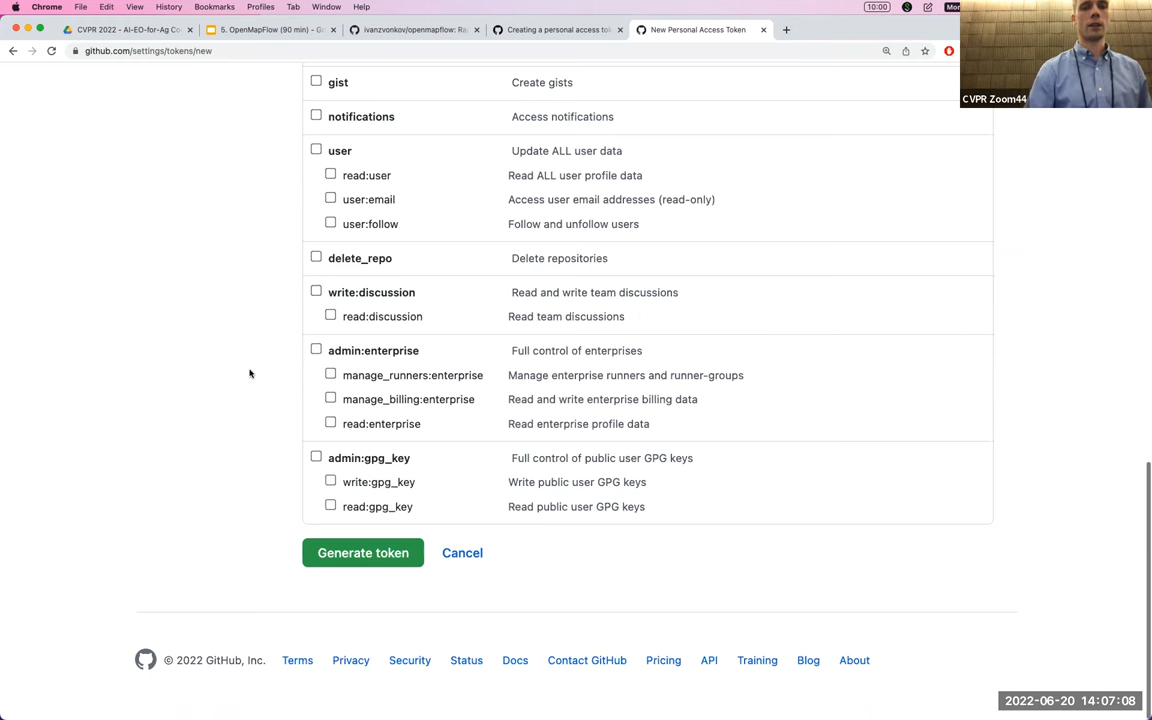 Chrome File Edit View History Bookmarks Profiles Tab Window Help 10:00
CVPR 2022 - AI-EO-for-Ag Co 5. OpenMapFlow (90 min) - G ivanzvonkov/openmapflow: Ra Creating a personal access to New Personal Access Token
github.com/settings/tokens/new
CVPR Zoom44
gist Create gists
notifications Access notifications
user Update ALL user data
read:user Read ALL user profile data
user:email Access user email addresses (read-only)
user:follow Follow and unfollow users
delete_repo Delete repositories
write:discussion Read and write team discussions
read:discussion Read team discussions
admin:enterprise Full control of enterprises
manage_runners:enterprise Manage enterprise runners and runner-groups
manage_billing:enterprise Read and write enterprise billing data
read:enterprise Read enterprise profile data
admin:gpg_key Full control of public user GPG keys
write:gpg_key Write public user GPG keys
read:gpg_key Read public user GPG keys
Generate token Cancel
© 2022 GitHub, Inc. Terms Privacy Security Status Docs Contact GitHub Pricing API Training Blog About
2022-06-20 14:07:08